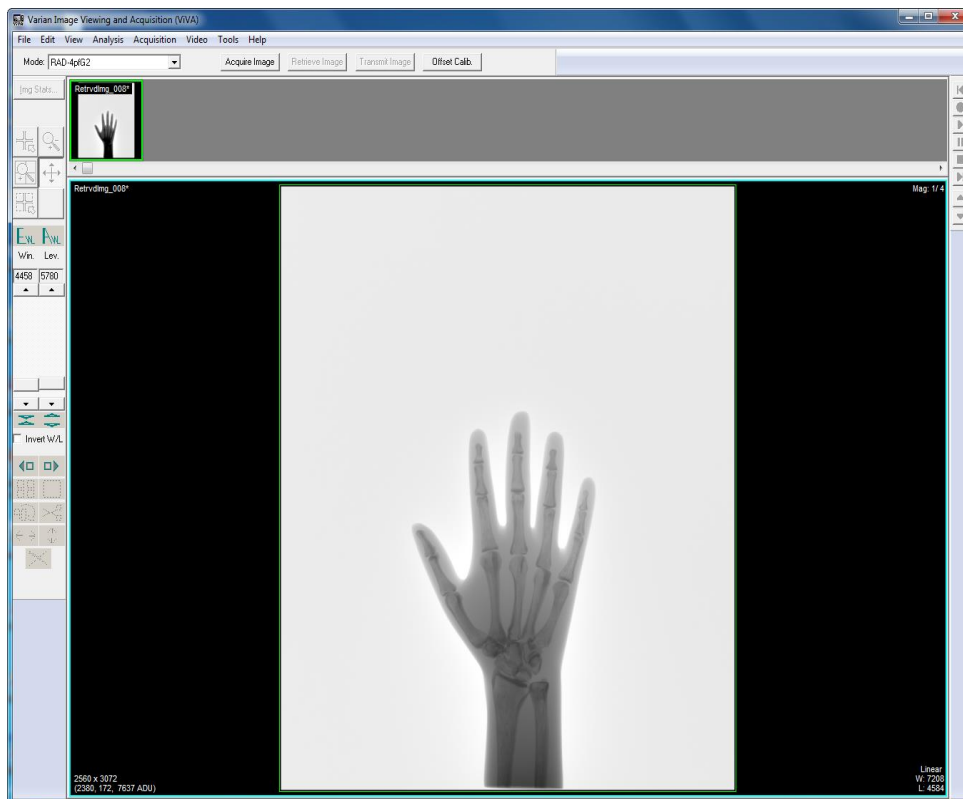 Varian Image Viewing and Acquisition (ViVA)
File Edit View Analysis Acquisition Video Tools Help
Mode: RAD-4pfG2 Acquire Image Retrieve Image Transmit Image Offset Calib.
Img Stats...
RetrvdImg_008*
RetrvdImg_008* Mag: 1/ 4
EWL AWL
Win. Lev.
4458 5780
Invert W/L
2560 x 3072
(2380, 172, 7637 ADU)
Linear
W: 7208
L: 4584